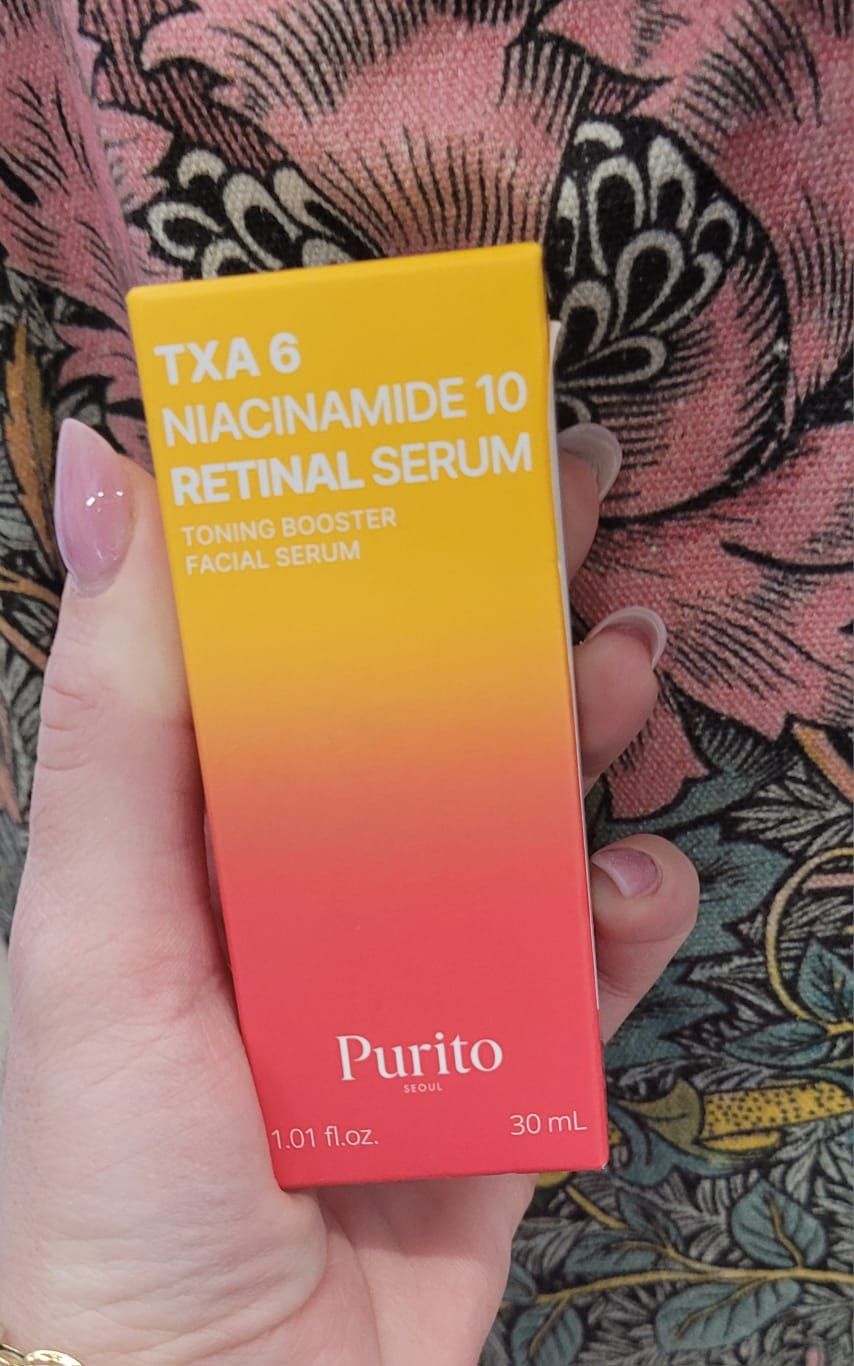 TXA 6
NIACINAMIDE 10
RETINAL SERUM
TONING BOOSTER
FACIAL SERUM
Purito
SEOUL
1.01 fl.oz. 30 mL